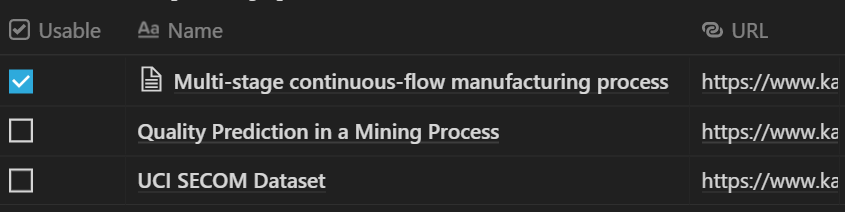 Usable Aa Name URL
Multi-stage continuous-flow manufacturing process https://www.ka
Quality Prediction in a Mining Process https://www.ka
UCI SECOM Dataset https://www.ka